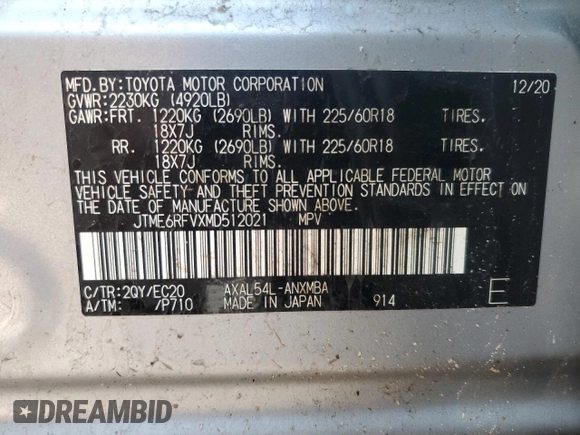 MFD.BY:TOYOTA MOTOR CORPORATION 12/20
GVWR:2230KG (4920LB)
GAWR:FRT. 1220KG (2690LB) WITH 225/60R18 TIRES.
18X7J RIMS.
RR. 1220KG (2690LB) WITH 225/60R18 TIRES.
18X7J RIMS.
THIS VEHICLE CONFORMS TO ALL APPLICABLE FEDERAL MOTOR
VEHICLE SAFETY AND THEFT PREVENTION STANDARDS IN EFFECT ON
THE DATE OF MANUFACTURE SHOWN ABOVE.
JTME6RFVXMD512021 MPV
C/TR:2QY/EC20 AXAL54L-ANXMBA
A/TM: /P710 MADE IN JAPAN 914 E
DREAMBID